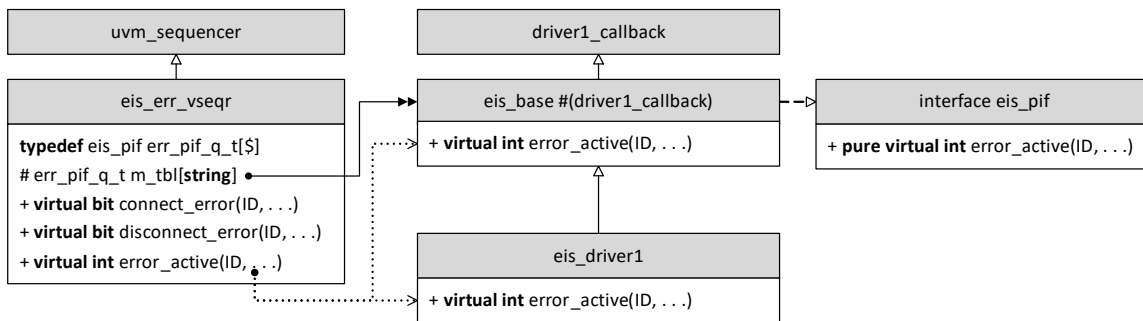 uvm_sequencer
eis_err_vseqr
typedef eis_pif err_pif_q_t[$]
# err_pif_q_t m_tbl[string]
+ virtual bit connect_error(ID, . . .)
+ virtual bit disconnect_error(ID, . . .)
+ virtual int error_active(ID, . . .)
driver1_callback
eis_base #(driver1_callback)
+ virtual int error_active(ID, . . .)
eis_driver1
+ virtual int error_active(ID, . . .)
interface eis_pif
+ pure virtual int error_active(ID, . . .)